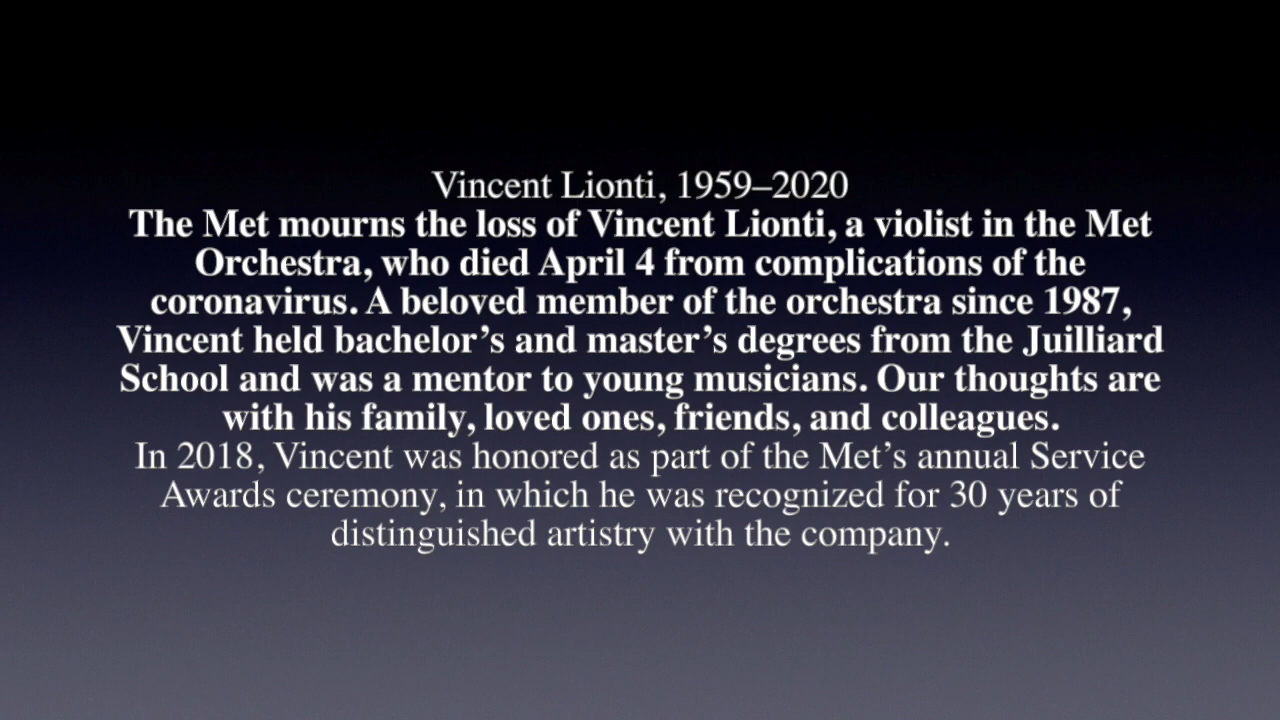 Vincent Lionti, 1959–2020
The Met mourns the loss of Vincent Lionti, a violist in the Met
Orchestra, who died April 4 from complications of the
coronavirus. A beloved member of the orchestra since 1987,
Vincent held bachelor’s and master’s degrees from the Juilliard
School and was a mentor to young musicians. Our thoughts are
with his family, loved ones, friends, and colleagues.
In 2018, Vincent was honored as part of the Met’s annual Service
Awards ceremony, in which he was recognized for 30 years of
distinguished artistry with the company.